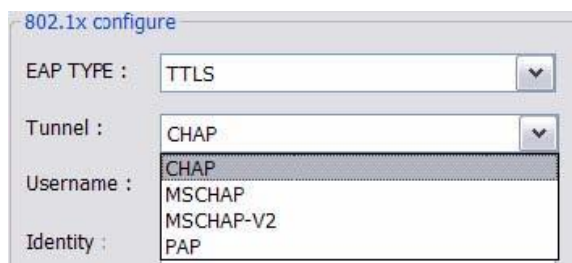 802.1x configure
EAP TYPE : TTLS
Tunnel : CHAP
CHAP
Username :
MSCHAP
MSCHAP-V2
Identity :
PAP